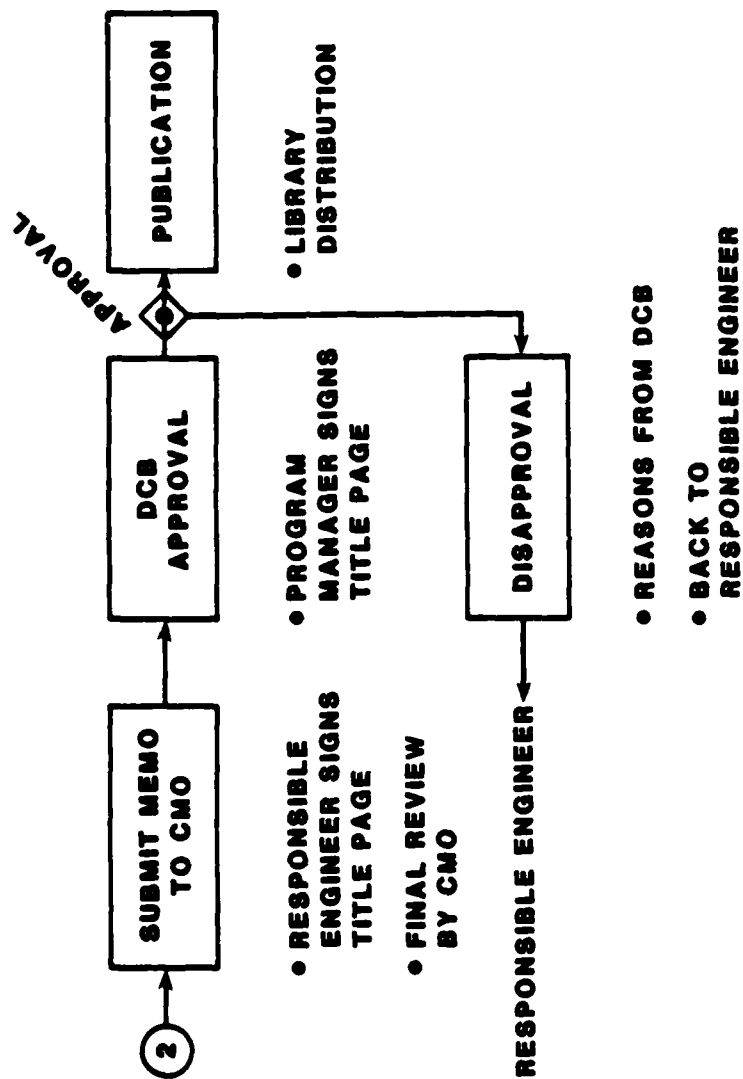 2
SUBMIT MEMO
TO CMO
DCB
APPROVAL
APPROVAL
PUBLICATION
• RESPONSIBLE
ENGINEER SIGNS
TITLE PAGE
• FINAL REVIEW
BY CMO
• PROGRAM
MANAGER SIGNS
TITLE PAGE
• LIBRARY
DISTRIBUTION
RESPONSIBLE ENGINEER
DISAPPROVAL
• REASONS FROM DCB
• BACK TO
RESPONSIBLE ENGINEER